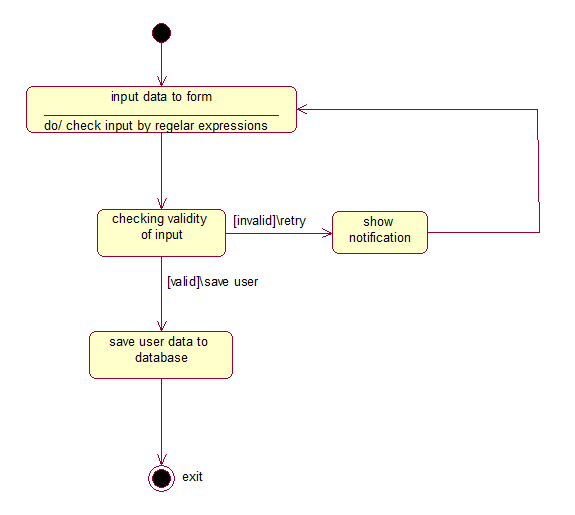 input data to form
do/ check input by regelar expressions
checking validity
of input
[invalid]\retry
show
notification
[valid]\save user
save user data to
database
exit